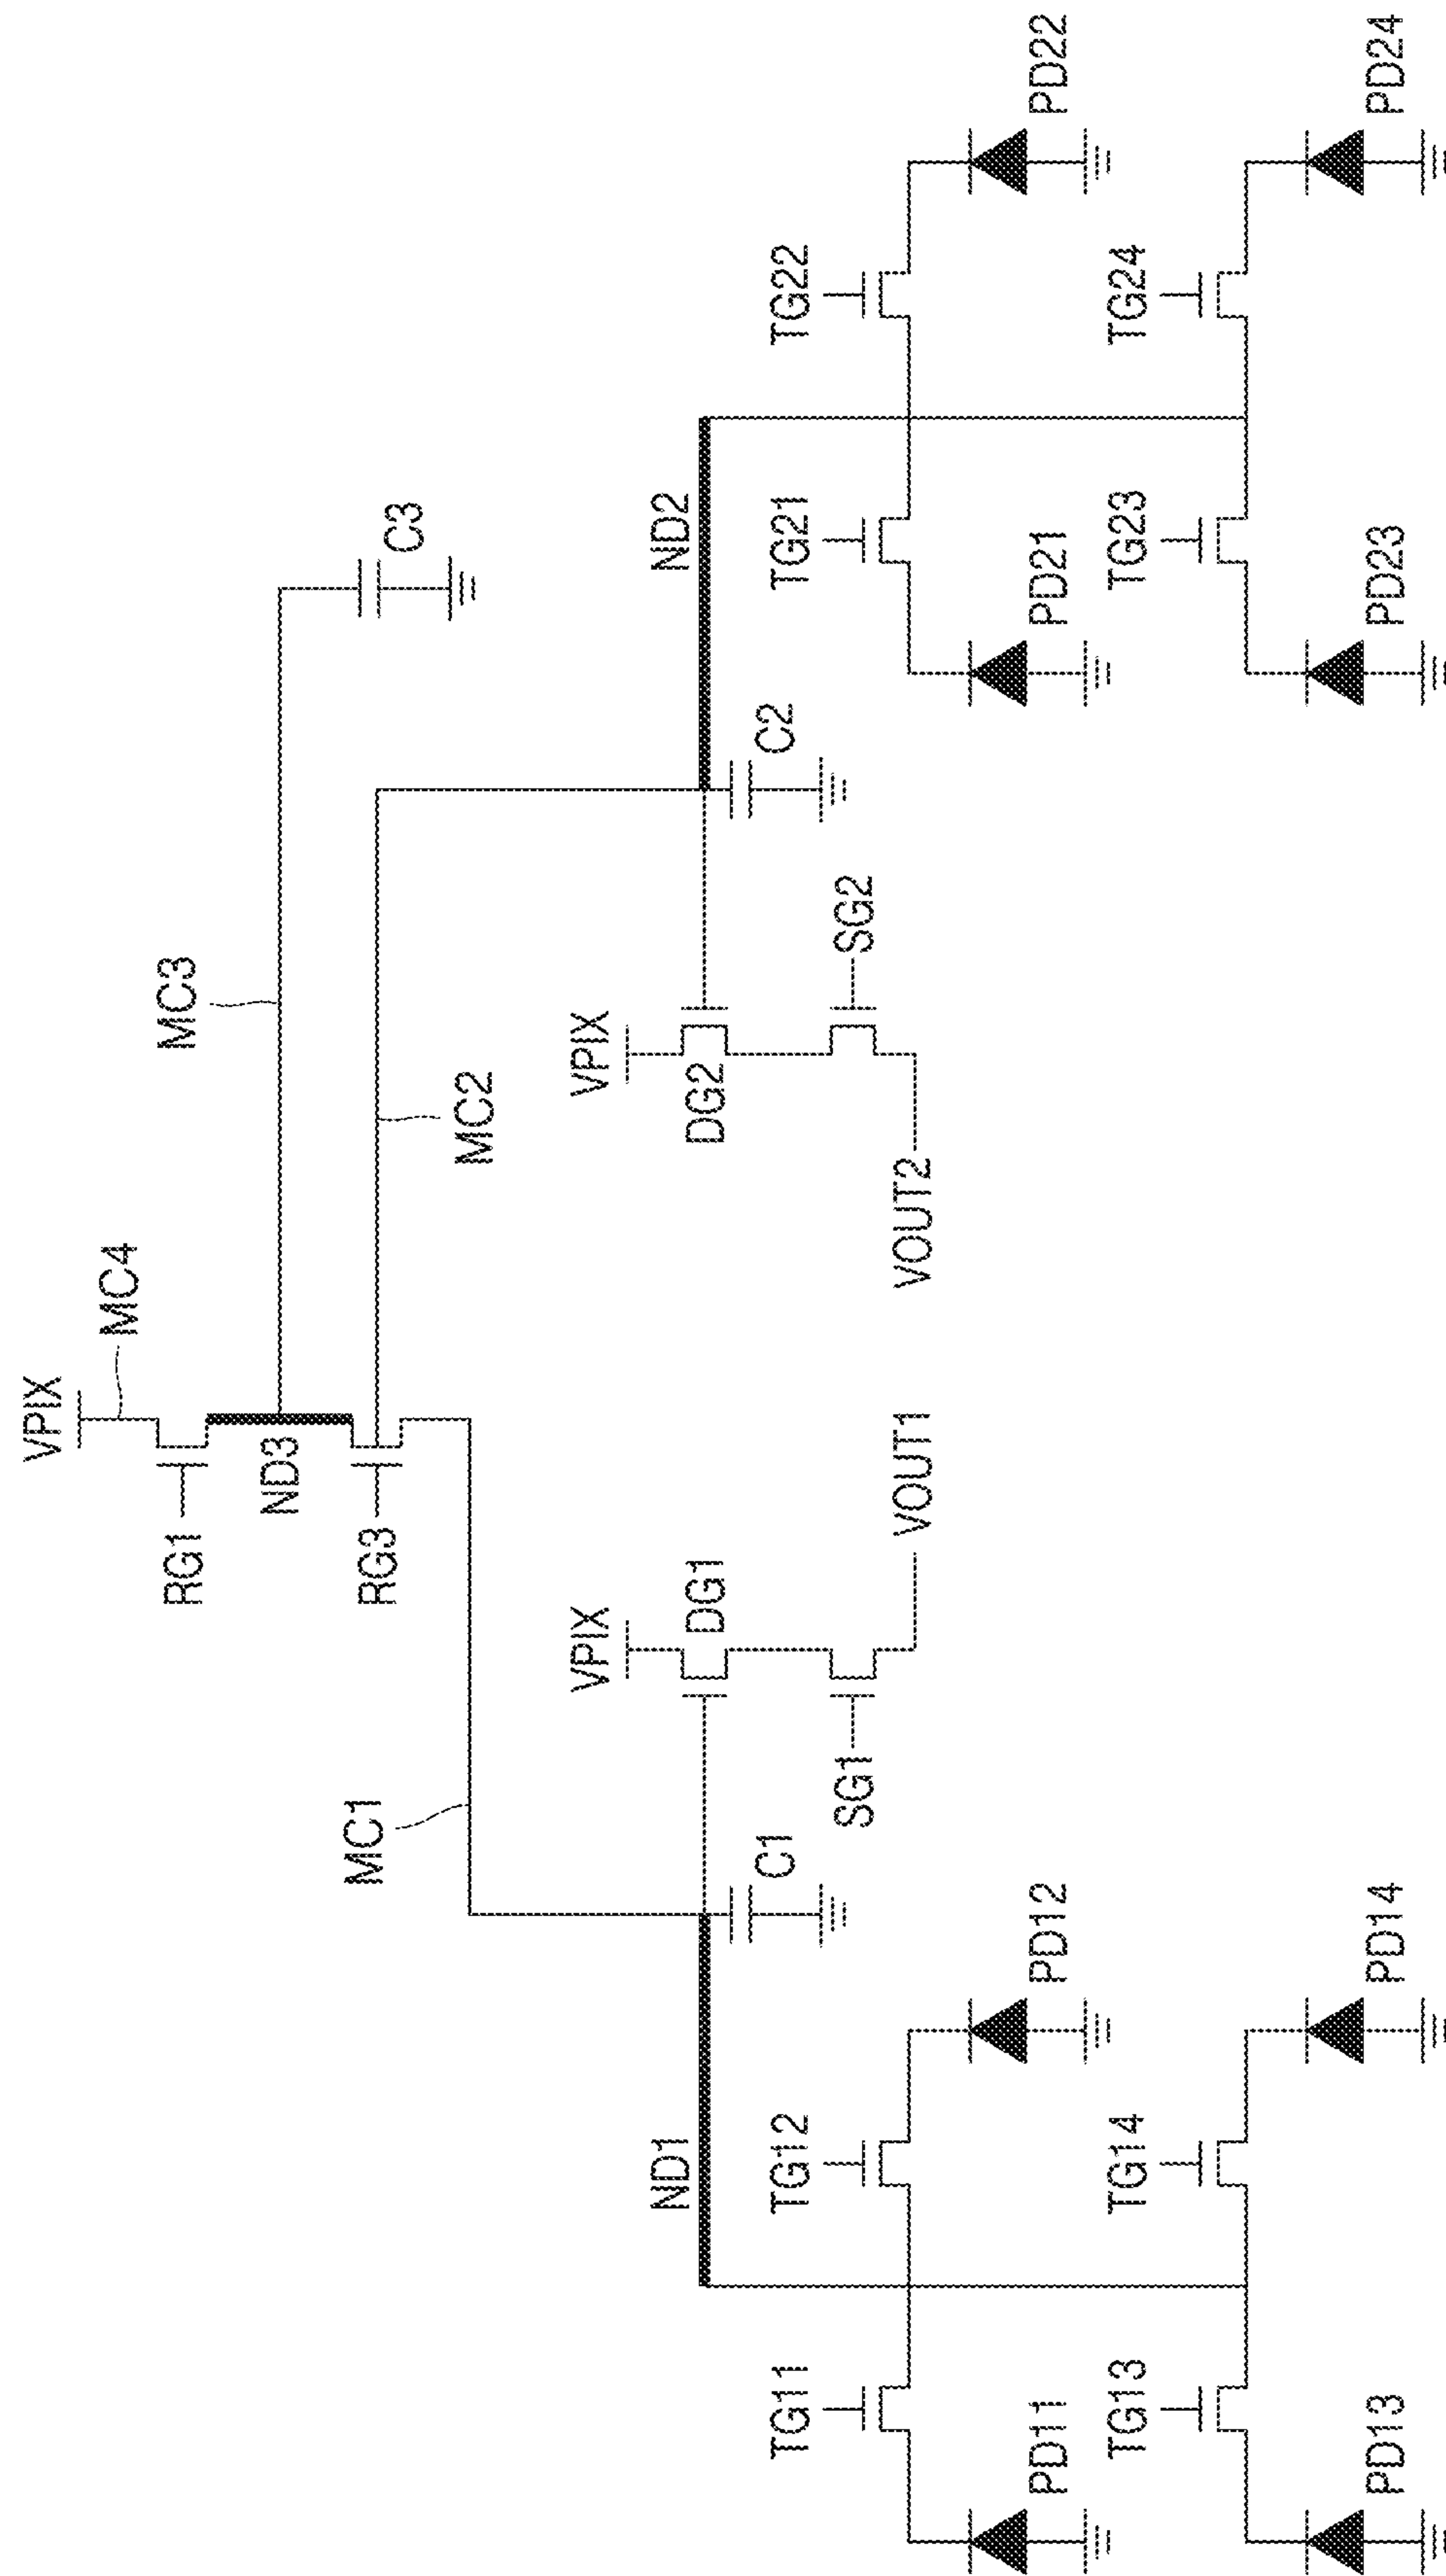 VPIX
MC4
RG1
MC3
ND3
RG3
MC1
MC2
C3
VPIX
VPIX
ND1
DG1
DG2
ND2
C1
C2
TG11
TG12
TG21
TG22
SG1
SG2
VOUT1
VOUT2
PD11
PD12
PD21
PD22
TG13
TG14
TG23
TG24
PD13
PD14
PD23
PD24